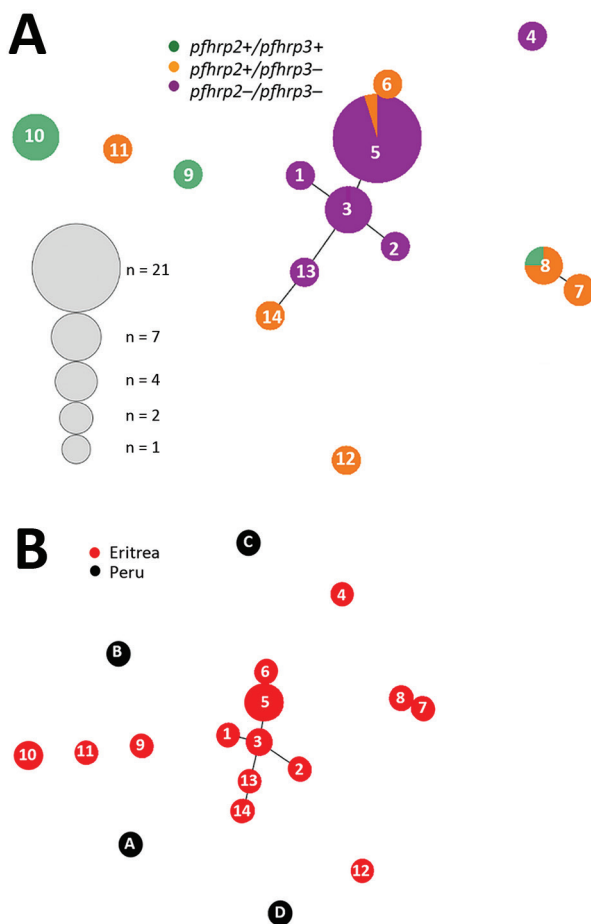 A
pfhrp2+/pfhrp3+
pfhrp2+/pfhrp3–
pfhrp2–/pfhrp3–
4
6
10
11
5
9
1
3
2
13
8
7
14
n = 21
n = 7
n = 4
n = 2
n = 1
12
B
Eritrea
Peru
C
4
B
6
5
8
7
1
3
9
10
11
2
13
14
A
12
D